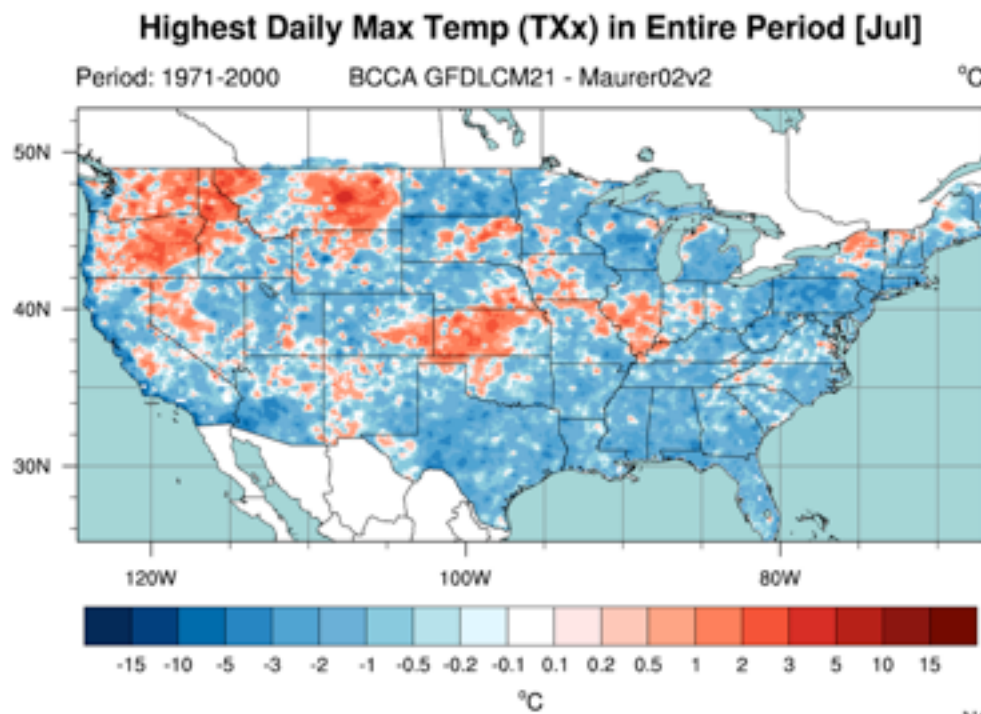 Highest Daily Max Temp (TXx) in Entire Period [Jul]
Period: 1971-2000 BCCA GFDLCM21 - Maurer02v2 °C
50N
40N
30N
120W 100W 80W
-15 -10 -5 -3 -2 -1 -0.5 -0.2 -0.1 0.1 0.2 0.5 1 2 3 5 10 15
°C